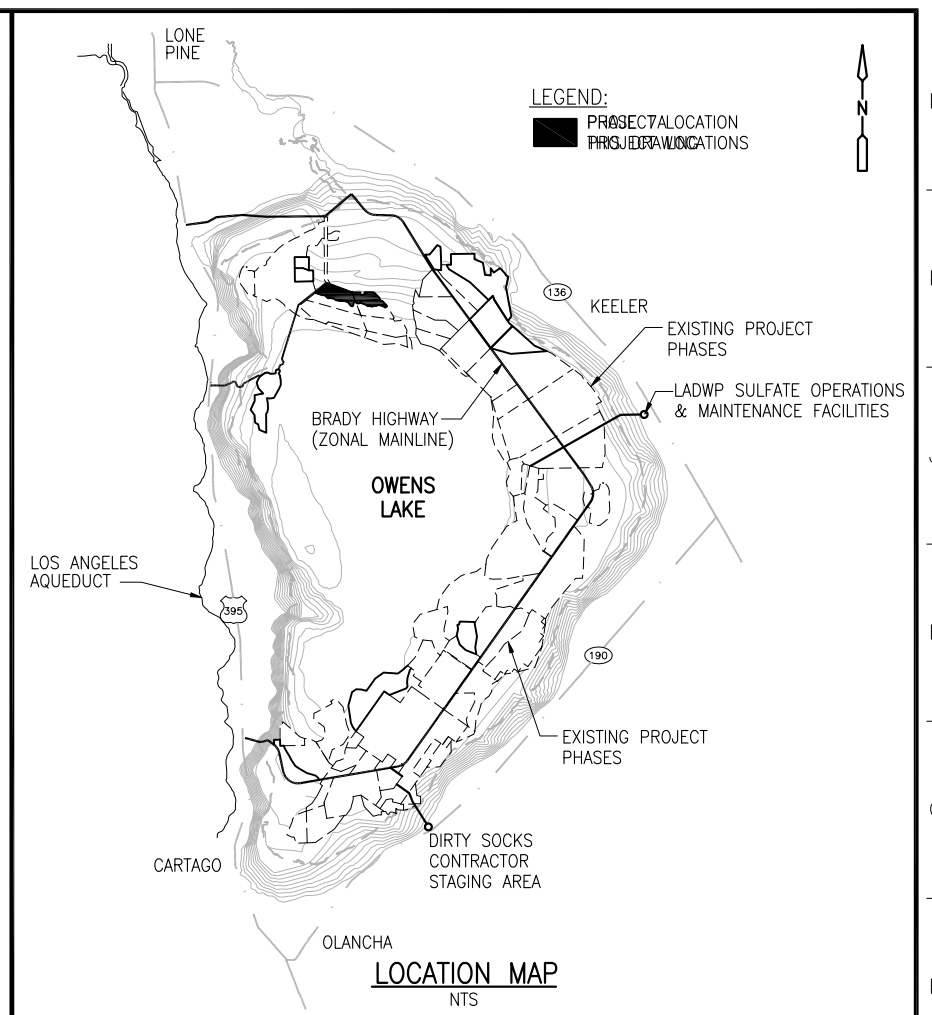 LONE
PINE
LEGEND:
LOCATION
N
136
KEELER
EXISTING PROJECT
PHASES
LADWP SULFATE OPERATIONS
& MAINTENANCE FACILITIES
BRADY HIGHWAY
(ZONAL MAINLINE)
OWENS
LAKE
LOS ANGELES
AQUEDUCT
395
190
EXISTING PROJECT
PHASES
DIRTY SOCKS
CONTRACTOR
STAGING AREA
CARTAGO
OLANCHA
LOCATION MAP
NTS